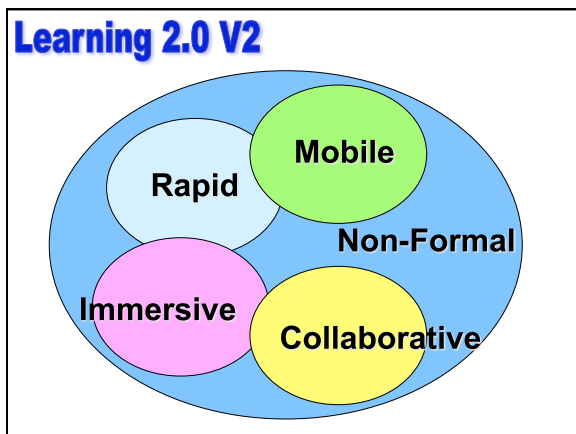 Learning 2.0 V2
Mobile
Rapid
Non-Formal
Immersive
Collaborative